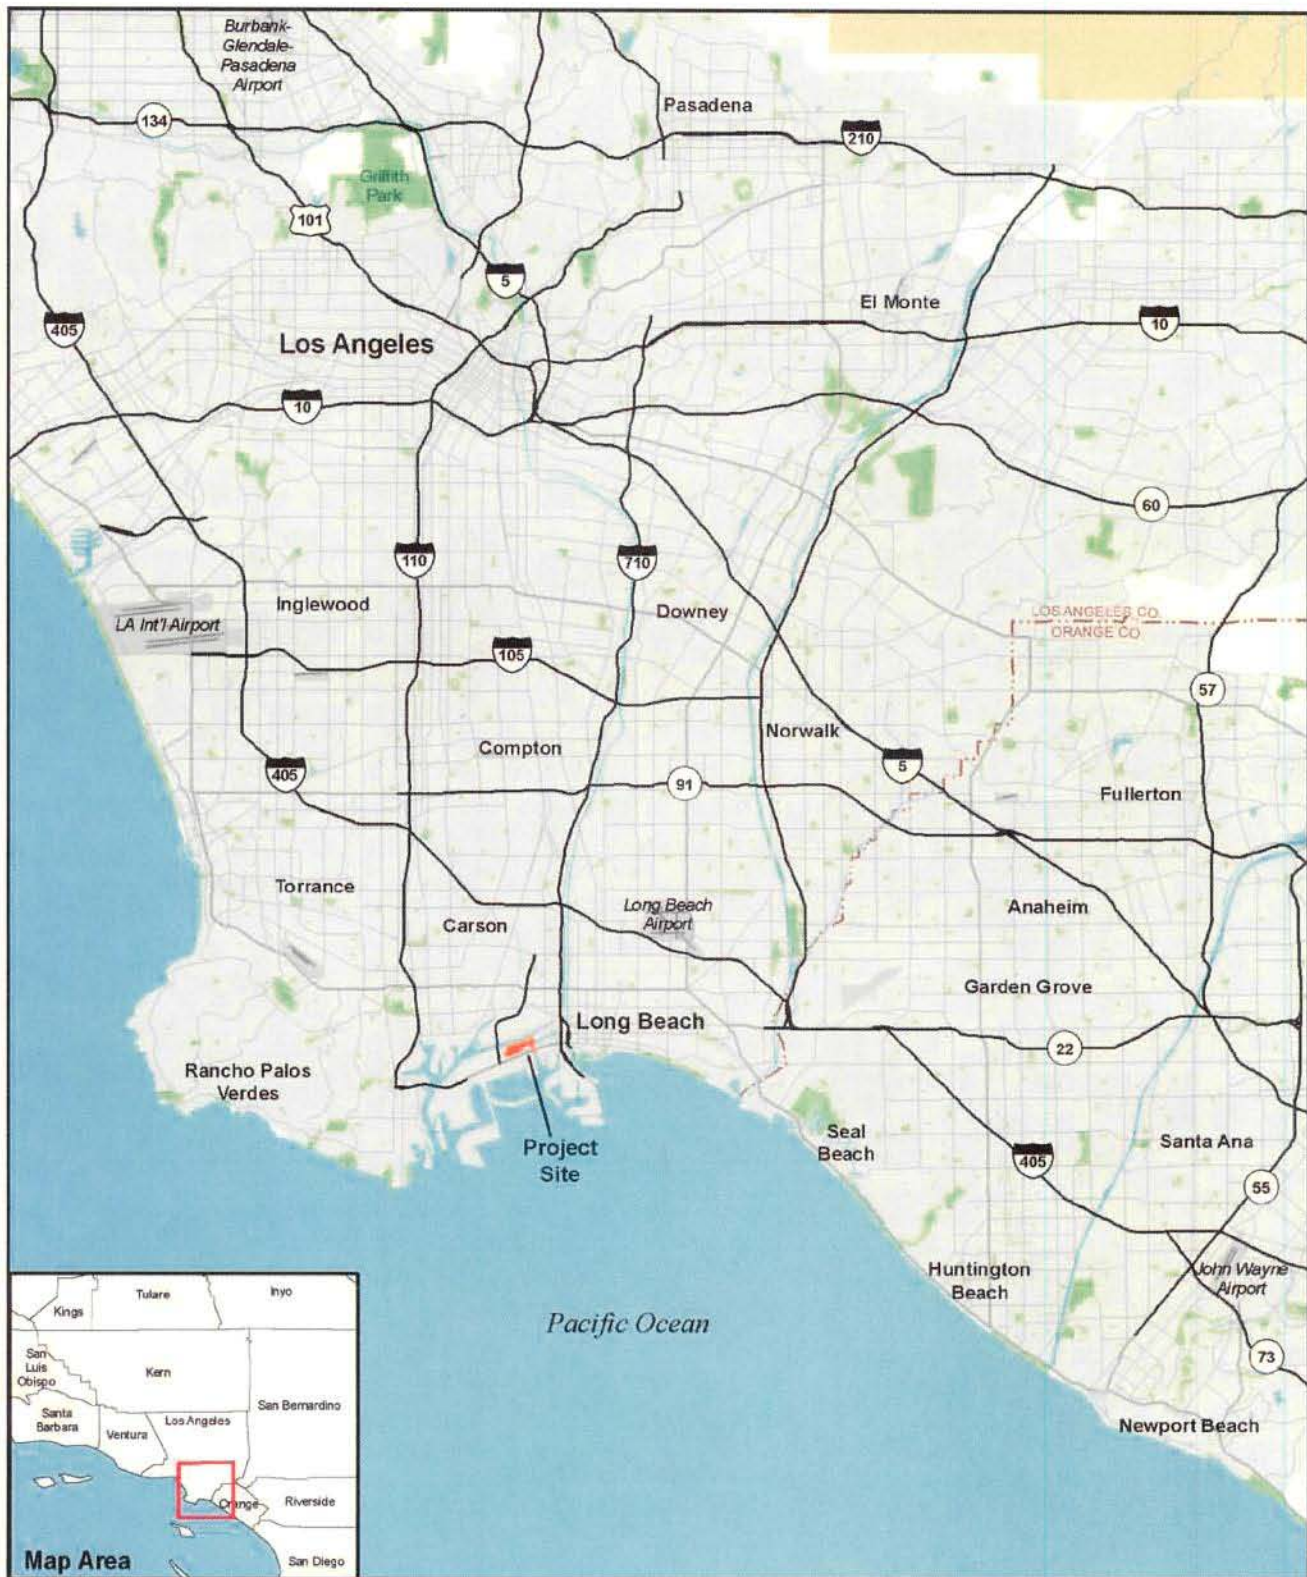 Burbank-
Glendale-
Pasadena
Airport
Pasadena
134
210
Griffith
Park
101
5
El Monte
405
Los Angeles
10
10
60
110
710
Inglewood
Downey
LA Int'l Airport
LOS ANGELES CO.
ORANGE CO.
105
57
Norwalk
Compton
405
5
91
Fullerton
Torrance
Long Beach
Airport
Anaheim
Carson
Garden Grove
Long Beach
22
Rancho Palos
Verdes
Seal
Beach
Santa Ana
Project
Site
405
55
Huntington
Beach
John Wayne
Airport
Pacific Ocean
73
Newport Beach
Kings
Tulare
Inyo
San
Luis
Obispo
Kern
San Bernardino
Santa
Barbara
Ventura
Los Angeles
Orange
Riverside
San Diego
Map Area